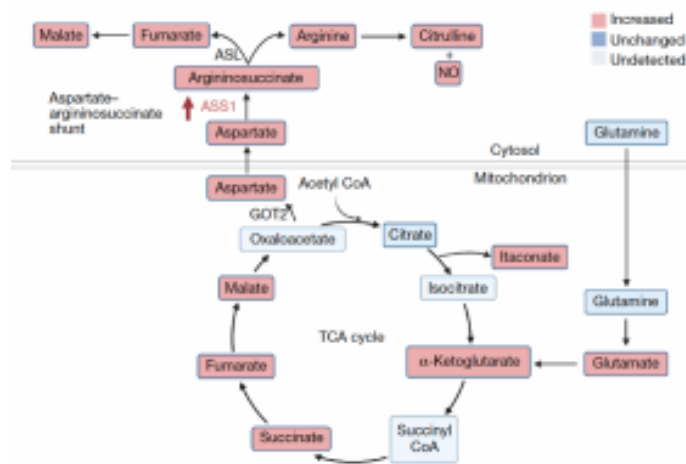 Malate
Fumarate
Arginine
Citrulline
+
NO
ASL
Argininosuccinate
Increased
Unchanged
Undetected
Aspartate–
argininosuccinate
shunt
ASS1
Aspartate
Glutamine
Cytosol
Mitochondrion
Aspartate
Acetyl CoA
GOT2
Oxaloacetate
Citrate
Itaconate
Malate
Isocitrate
Glutamine
TCA cycle
Fumarate
α-Ketoglutarate
Glutamate
Succinate
Succinyl
CoA